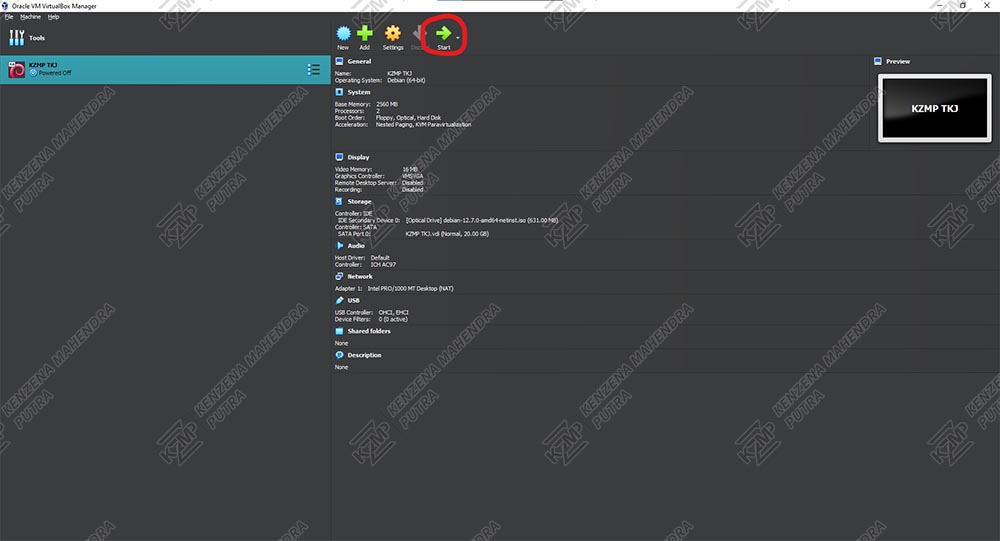 Oracle VM VirtualBox Manager
File Machine Help
Tools
New Add Settings Start
KZMP TKJ
Powered Off
General
Name: KZMP TKJ
Operating System: Debian (64-bit)
System
Base Memory: 2560 MB
Processors: 2
Boot Order: Floppy, Optical, Hard Disk
Acceleration: Nested Paging, KVM Paravirtualization
Display
Video Memory: 16 MB
Graphics Controller: VMSVGA
Remote Desktop Server: Disabled
Recording: Disabled
Storage
Controller: IDE
IDE Secondary Device 0: [Optical Drive] debian-12.7.0-amd64-netinst.iso (631.00 MB)
Controller: SATA
SATA Port 0: KZMP TKJ.vdi (Normal, 20.00 GB)
Audio
Host Driver: Default
Controller: ICH AC97
Network
Adapter 1: Intel PRO/1000 MT Desktop (NAT)
USB
USB Controller: OHCI, EHCI
Device Filters: 0 (0 active)
Shared folders
None
Description
None
Preview
KZMP TKJ
KENZENA MAHENDRA
PUTRA
KZMP